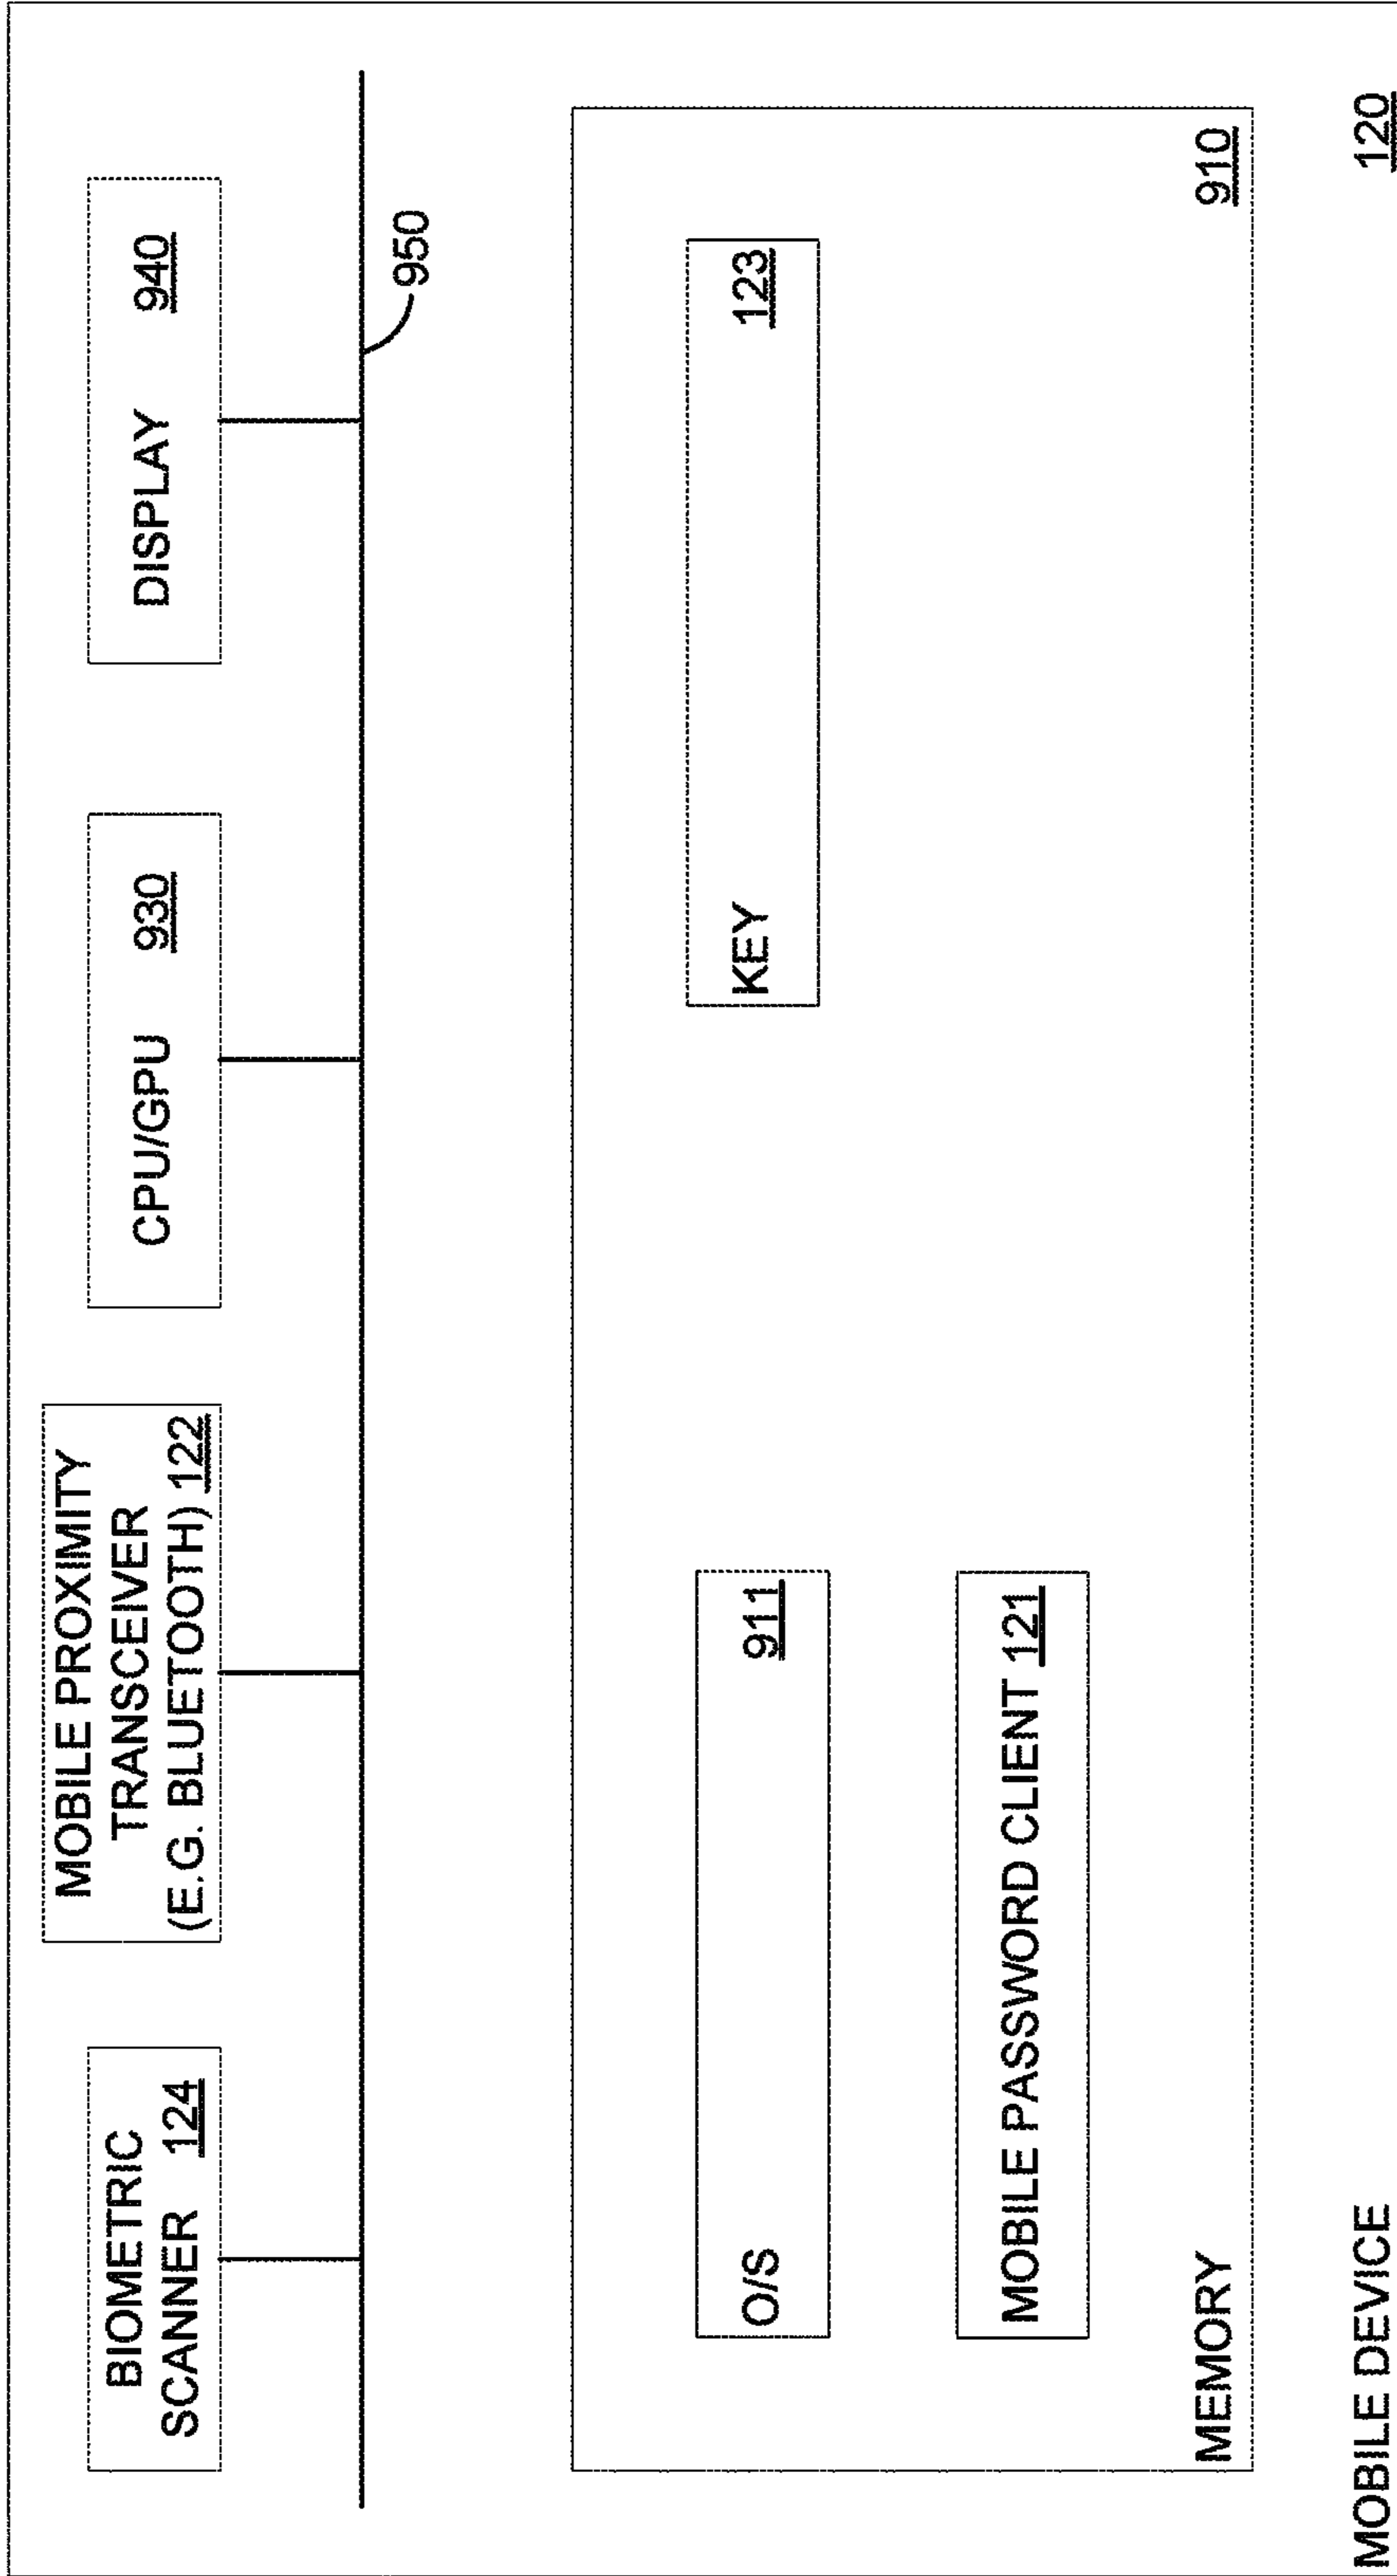 BIOMETRIC
SCANNER 124
MOBILE PROXIMITY
TRANSCEIVER
(E.G. BLUETOOTH) 122
CPU/GPU 930
DISPLAY 940
950
O/S 911
KEY 123
MOBILE PASSWORD CLIENT 121
MEMORY 910
MOBILE DEVICE 120